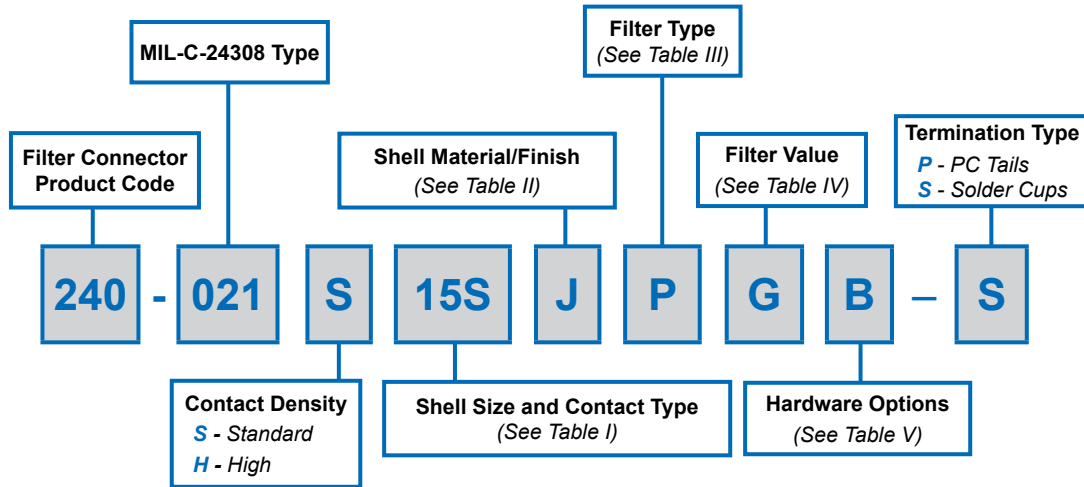 MIL-C-24308 Type
Filter Type
(See Table III)
Filter Connector
Product Code
Shell Material/Finish
(See Table II)
Filter Value
(See Table IV)
Termination Type
P - PC Tails
S - Solder Cups
240 - 021 S 15S J P G B – S
Contact Density
S - Standard
H - High
Shell Size and Contact Type
(See Table I)
Hardware Options
(See Table V)